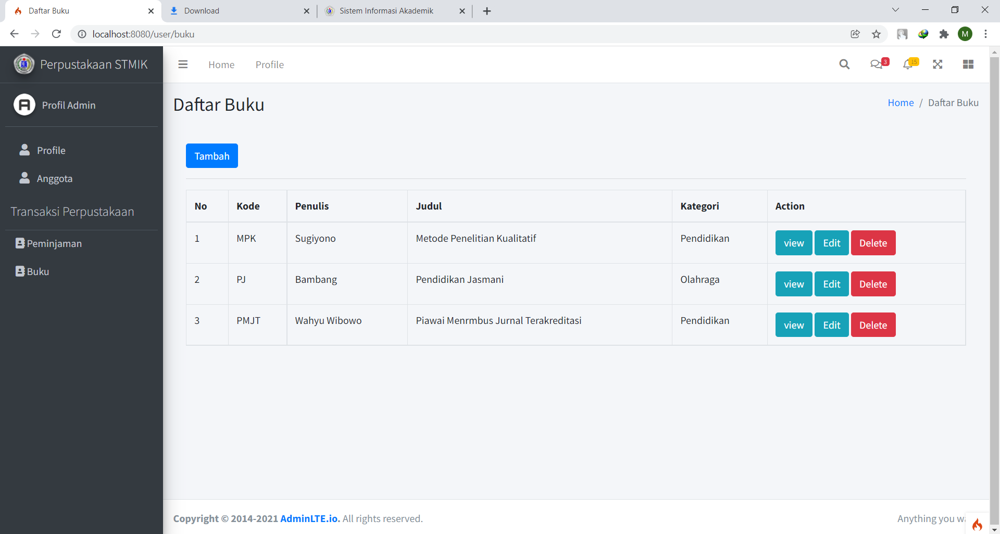 Daftar Buku
Download
Sistem Informasi Akademik
localhost:8080/user/buku
M
Perpustakaan STMIK
Home
Profile
3
15
Profil Admin
Profile
Anggota
Transaksi Perpustakaan
Peminjaman
Buku
Daftar Buku
Home / Daftar Buku
Tambah
No Kode Penulis Judul Kategori Action
1 MPK Sugiyono Metode Penelitian Kualitatif Pendidikan view Edit Delete
2 PJ Bambang Pendidikan Jasmani Olahraga view Edit Delete
3 PMJT Wahyu Wibowo Piawai Menrmbus Jurnal Terakreditasi Pendidikan view Edit Delete
Copyright © 2014-2021 AdminLTE.io. All rights reserved.
Anything you